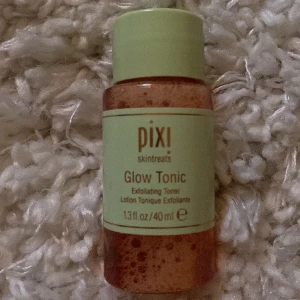 pixi
skintreats
Glow Tonic
Exfoliating Toner
Lotion Tonique Exfoliante
1.3 fl.oz/40 ml ℮